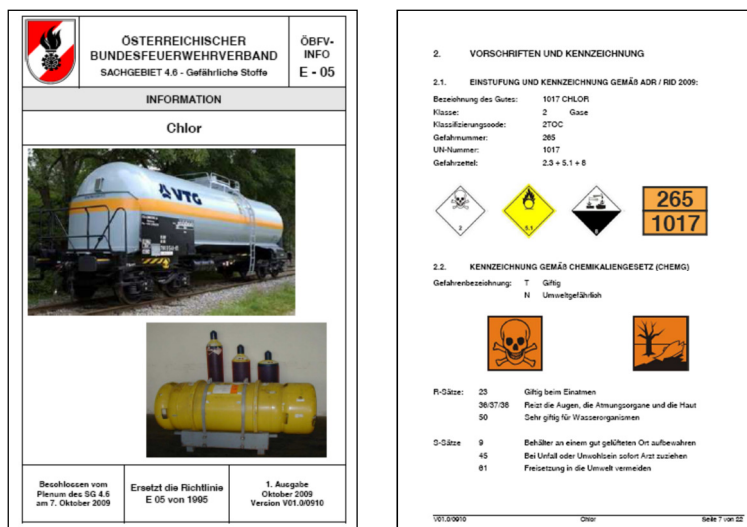 ÖSTERREICHISCHER
BUNDESFEUERWEHRVERBAND
SACHGEBIET 4.6 - Gefährliche Stoffe
ÖBFV-
INFO
E - 05
INFORMATION
Chlor
VTG
Beschlossen vom
Plenum des SG 4.6
am 7. Oktober 2009
Ersetzt die Richtlinie
E 05 von 1995
1. Ausgabe
Oktober 2009
Version V01.0/0910
2. VORSCHRIFTEN UND KENNZEICHNUNG
2.1. EINSTUFUNG UND KENNZEICHNUNG GEMÄß ADR / RID 2009:
Bezeichnung des Gutes: 1017 CHLOR
Klasse: 2 Gase
Klassifizierungscode: 2TOC
Gefahrnummer: 265
UN-Nummer: 1017
Gefahrzettel: 2.3 + 5.1 + 8
2
5.1
8
265
1017
2.2. KENNZEICHNUNG GEMÄß CHEMIKALIENGESETZ (CHEMG)
Gefahrenbezeichnung: T Giftig
N Umweltgefährlich
R-Sätze: 23 Giftig beim Einatmen
36/37/38 Reizt die Augen, die Atmungsorgane und die Haut
50 Sehr giftig für Wasserorganismen
S-Sätze 9 Behälter an einem gut gelüfteten Ort aufbewahren
45 Bei Unfall oder Unwohlsein sofort Arzt zuziehen
61 Freisetzung in die Umwelt vermeiden
V01.0/0910 Chlor Seite 7 von 22